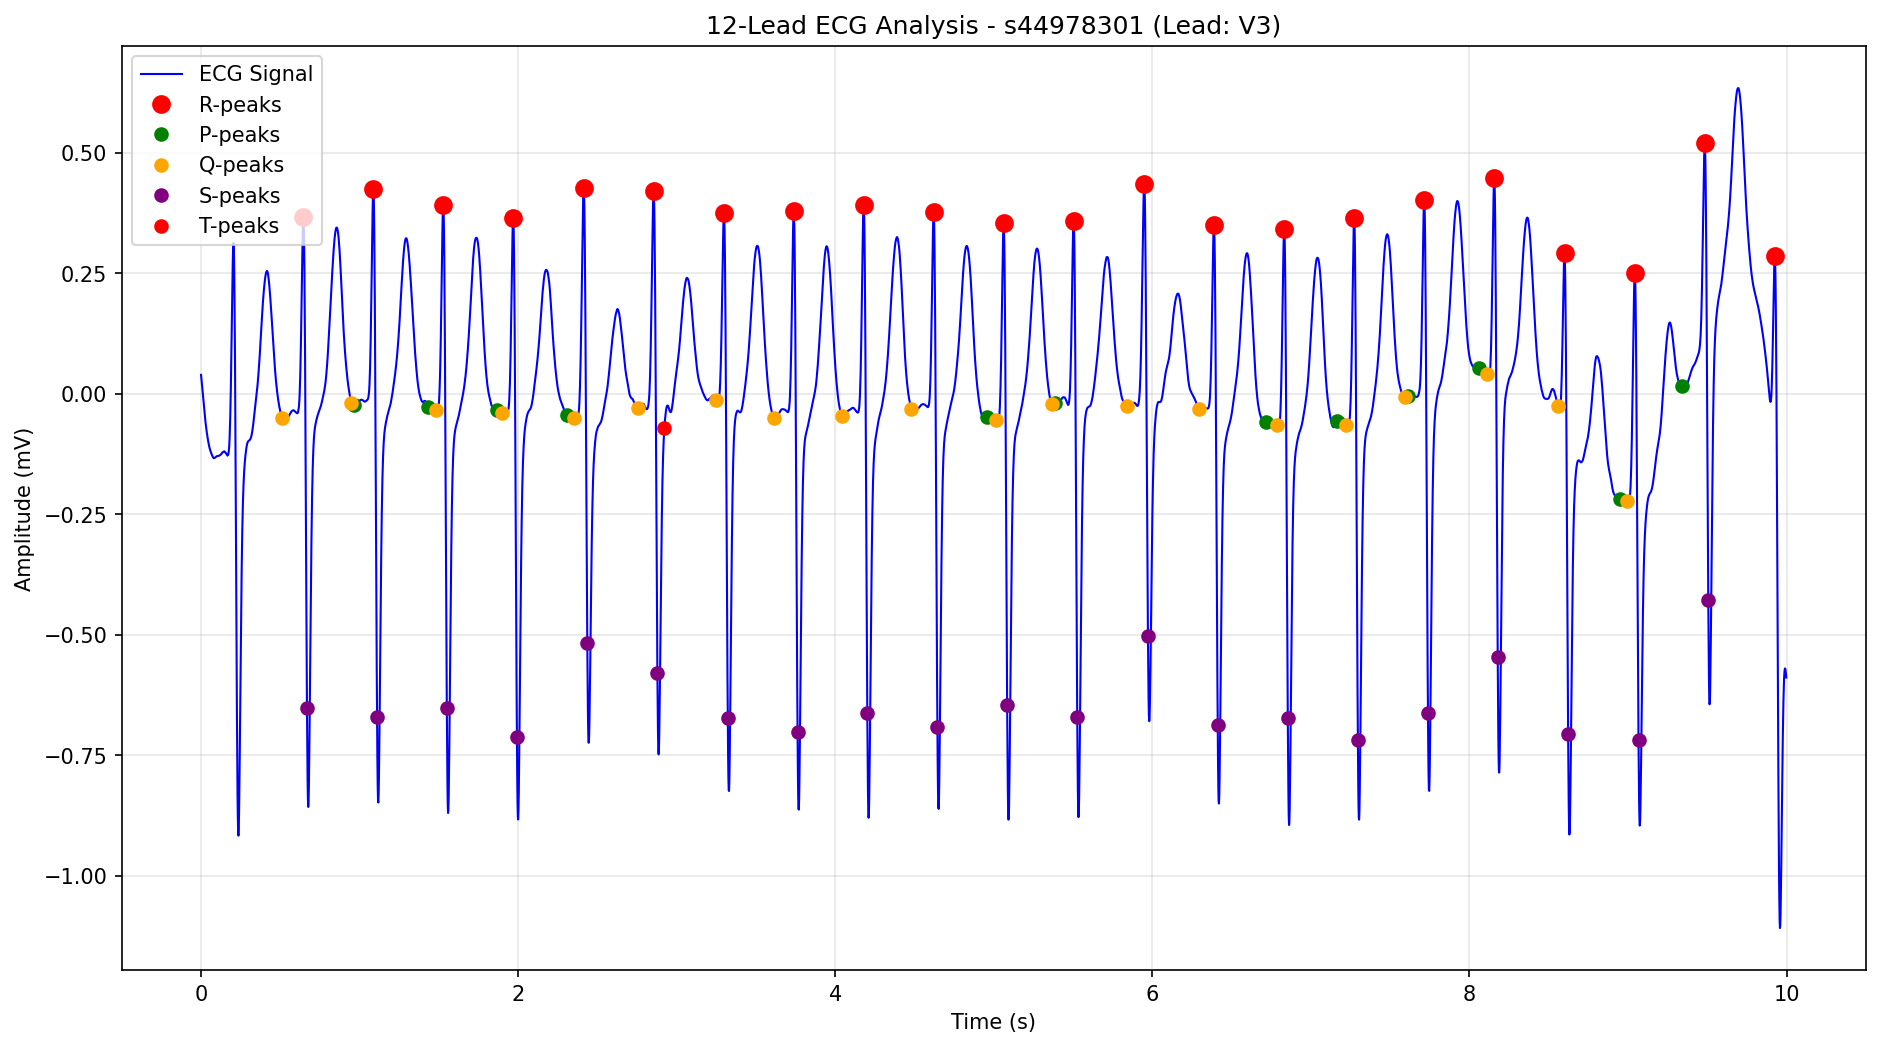 12-Lead ECG Analysis - s44978301 (Lead: V3)
ECG Signal
R-peaks
P-peaks
Q-peaks
S-peaks
T-peaks
0.50
0.25
0.00
−0.25
−0.50
−0.75
−1.00
Amplitude (mV)
0 2 4 6 8 10
Time (s)